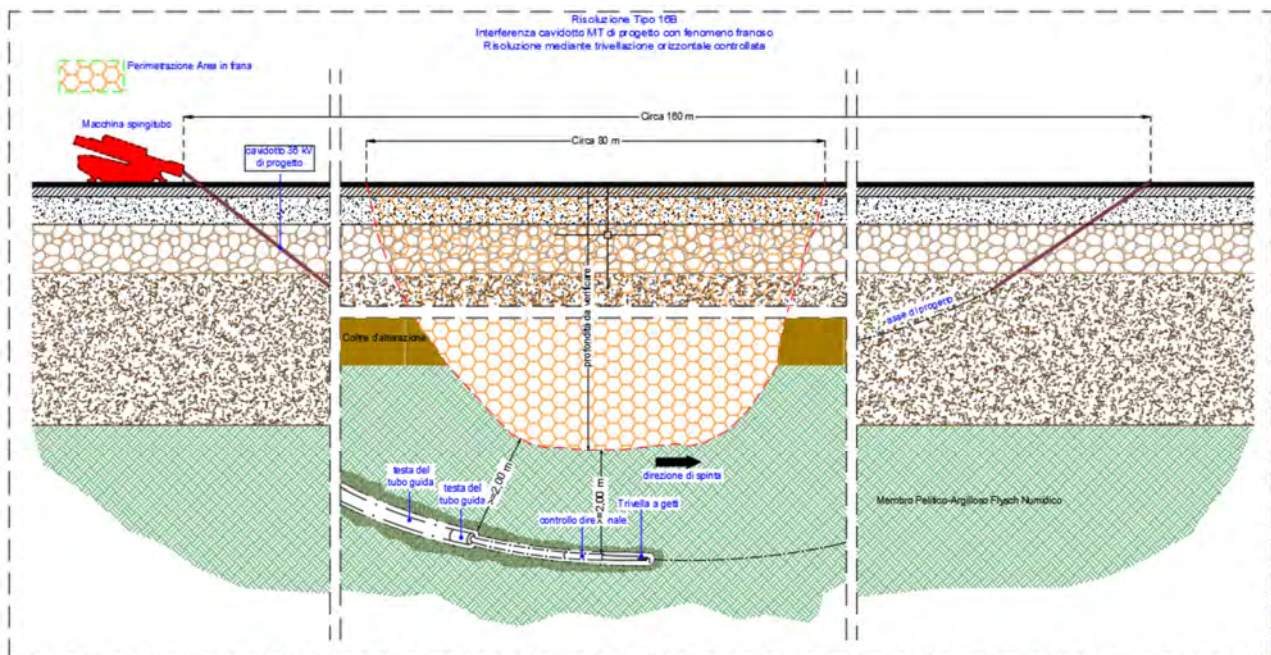 Risoluzione Tipo 16B
Interferenza cavidotto MT di progetto con fenomeno franoso
Risoluzione mediante trivellazione orizzontale controllata
Perimetrazione Area in frana
Macchina spingitubo
cavidotto 36 kV
di progetto
Circa 160 m
Circa 80 m
profondità da verificare
asse di progetto
Coltre d'alterazione
>=2,00 m
>=2,00 m
direzione di spinta
testa del
tubo guida
testa del
tubo guida
Trivella a getti
controllo dire nale
Membro Pelitico-Argilloso Flysch Numidico